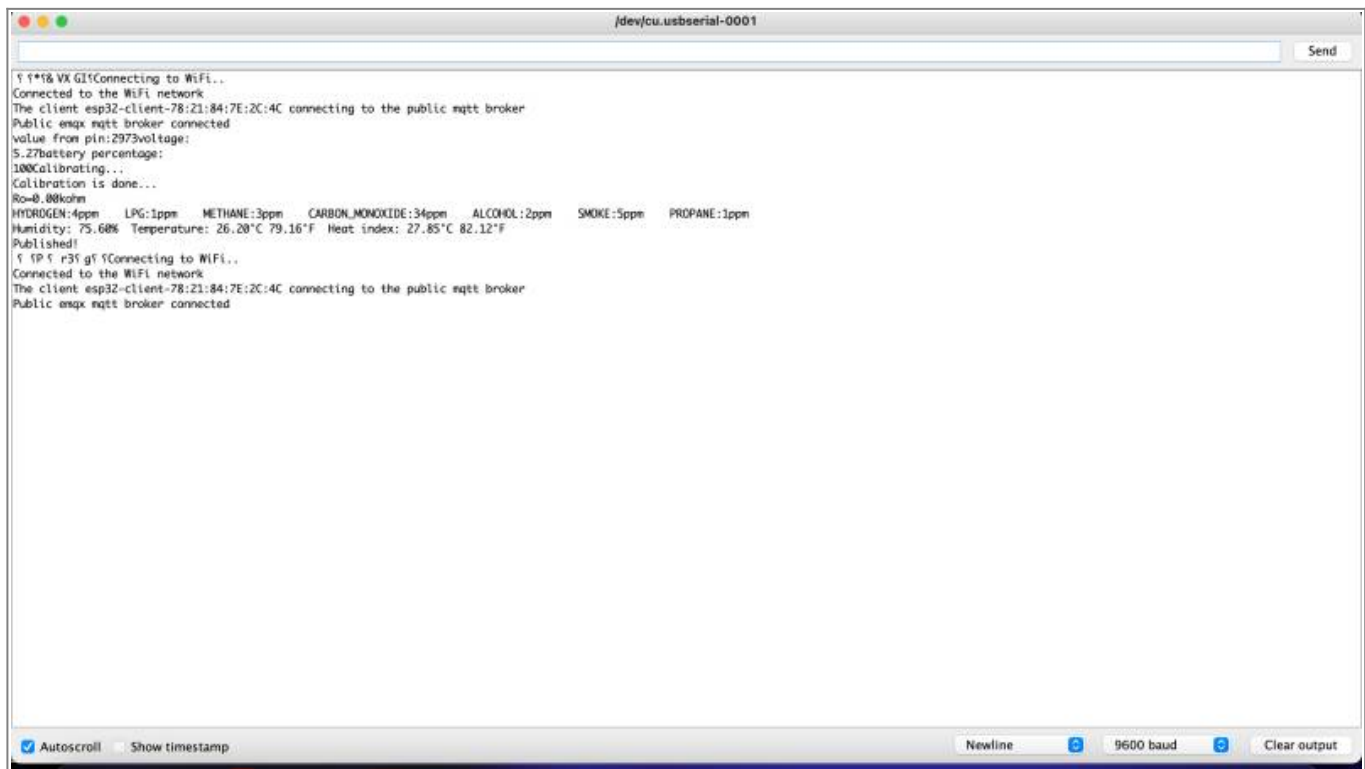 /dev/cu.usbserial-0001
Send
Connecting to WiFi..
Connected to the WiFi network
The client esp32-client-78:21:84:7E:2C:4C connecting to the public mqtt broker
Public emqx mqtt broker connected
value from pin:2973voltage:
5.27battery percentage:
100Calibrating...
Calibration is done...
Ro=0.00kohm
HYDROGEN:4ppm LPG:1ppm METHANE:3ppm CARBON_MONOXIDE:34ppm ALCOHOL:2ppm SMOKE:5ppm PROPANE:1ppm
Humidity: 75.60% Temperature: 26.20°C 79.16°F Heat index: 27.85°C 82.12°F
Published!
Connecting to WiFi..
Connected to the WiFi network
The client esp32-client-78:21:84:7E:2C:4C connecting to the public mqtt broker
Public emqx mqtt broker connected
Autoscroll Show timestamp Newline 9600 baud Clear output